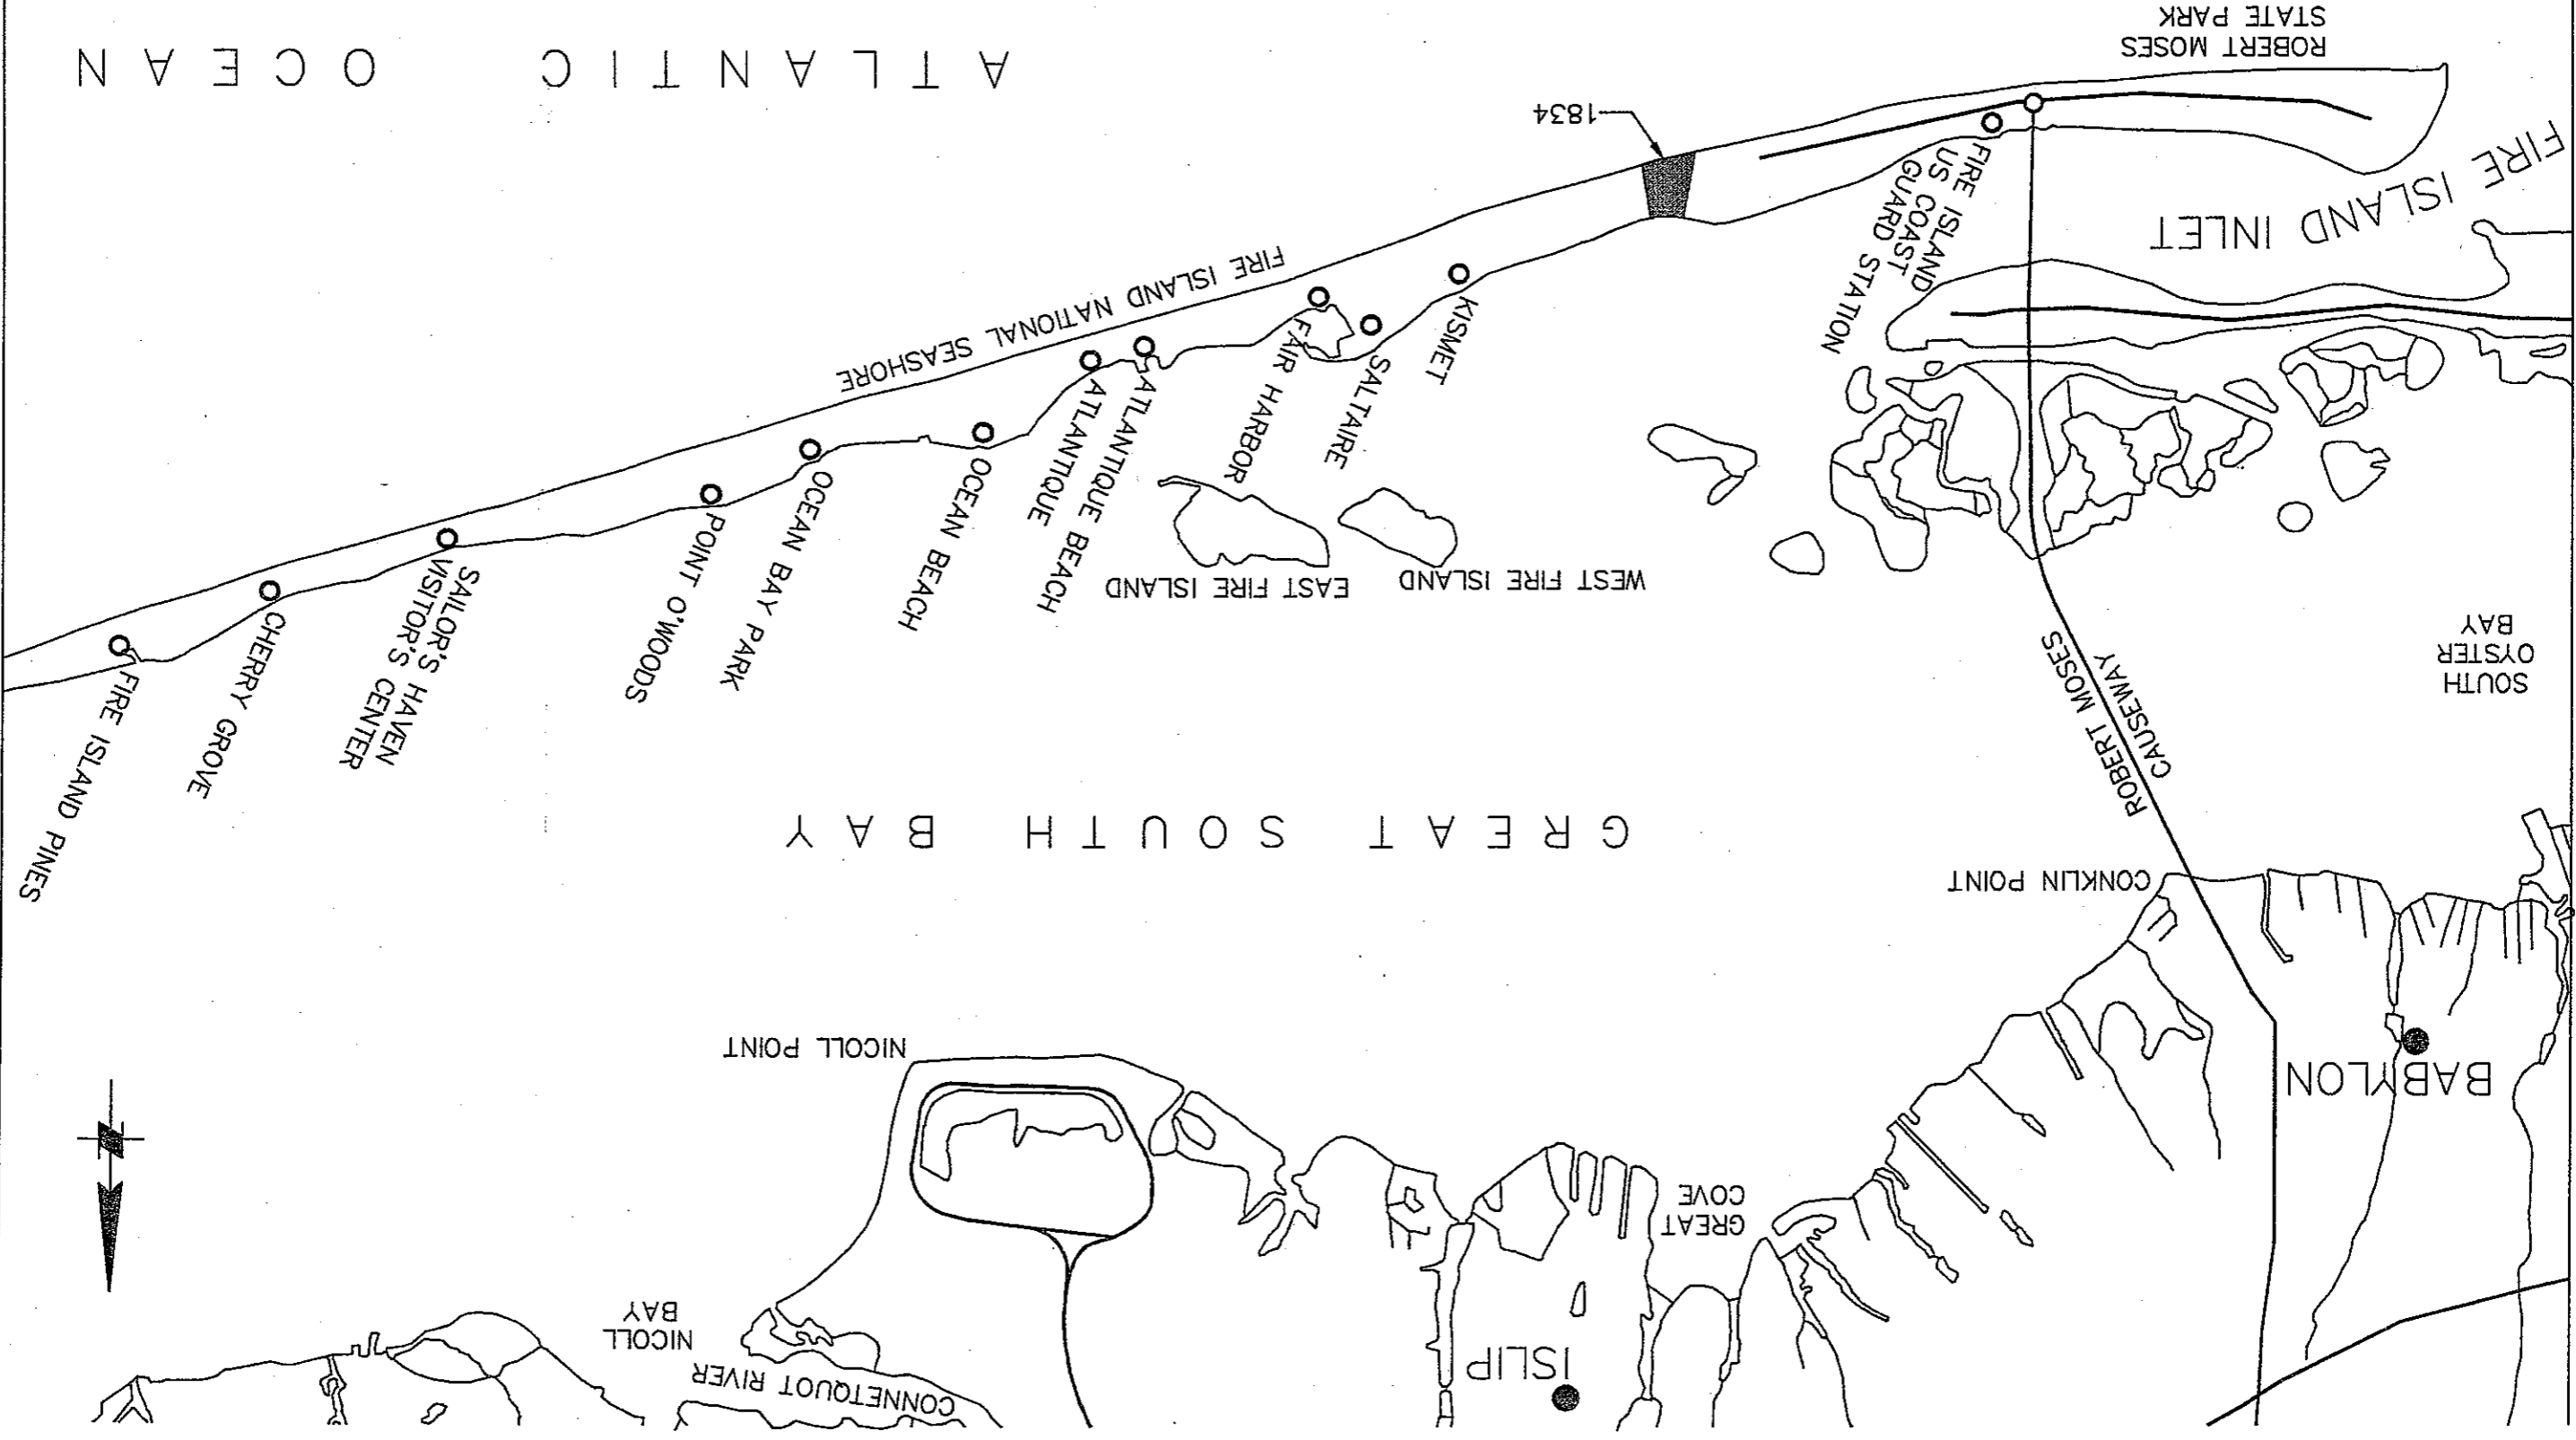 CONNETQUOT RIVER
NICOLL
BAY
ISLIP
GREAT
COVE
BABYLON
NICOLL POINT
CONKLIN POINT
GREAT SOUTH BAY
ROBERT MOSES
CAUSEWAY
SOUTH
OYSTER
BAY
WEST FIRE ISLAND
EAST FIRE ISLAND
FIRE ISLAND INLET
FIRE ISLAND
US COAST
GUARD STATION
KISMET
SALTAIRE
FAIR HARBOR
ATLANTIQUE BEACH
ATLANTIQUE
OCEAN BEACH
OCEAN BAY PARK
POINT O'WOODS
SAILOR'S HAVEN
VISITOR'S CENTER
CHERRY GROVE
FIRE ISLAND PINES
FIRE ISLAND NATIONAL SEASHORE
1834
ROBERT MOSES
STATE PARK
ATLANTIC OCEAN
N